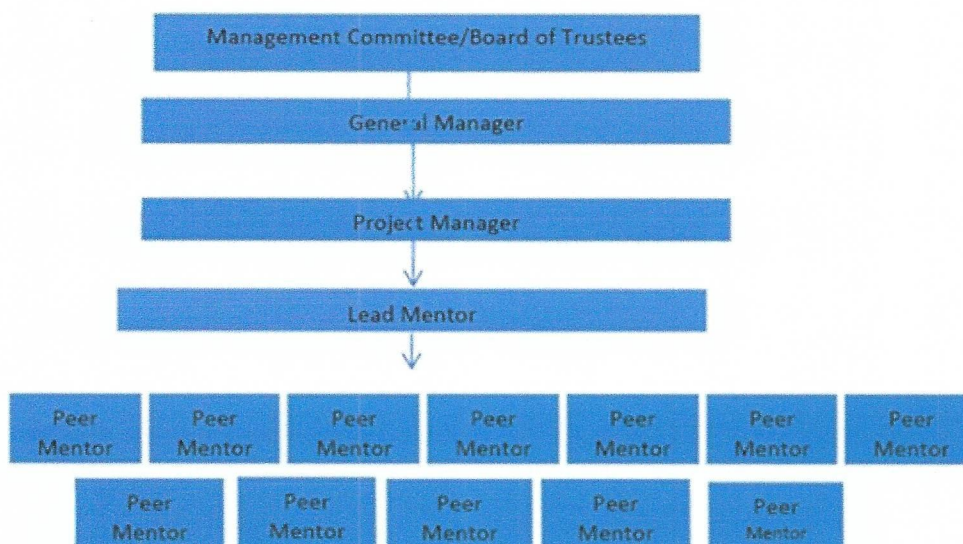 Management Committee/Board of Trustees
General Manager
Project Manager
Lead Mentor
Peer Peer Peer Peer Peer Peer Peer
Mentor Mentor Mentor Mentor Mentor Mentor Mentor
Peer Peer Peer Peer Peer
Mentor Mentor Mentor Mentor Mentor